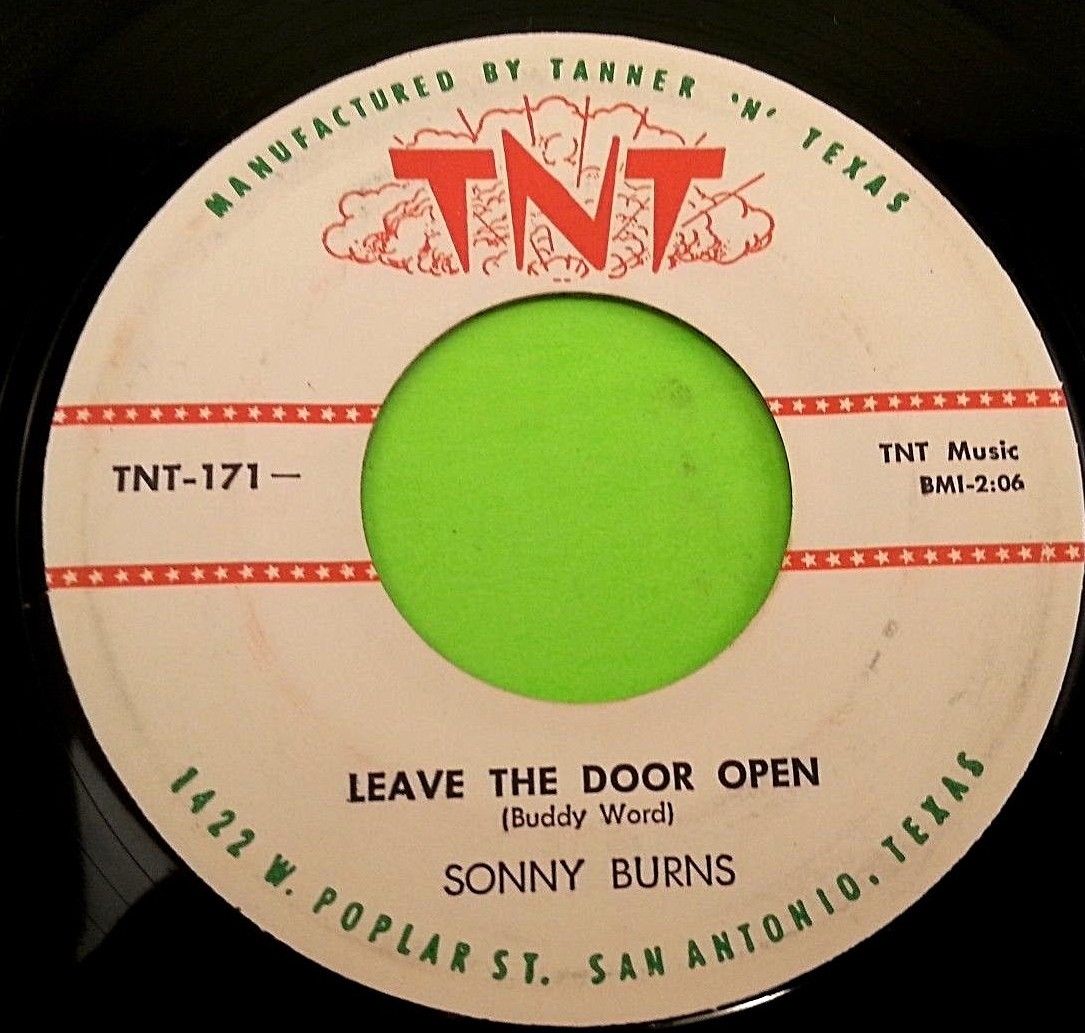 MANUFACTURED BY TANNER 'N' TEXAS
TNT
TNT-171—
TNT Music
BMI-2:06
LEAVE THE DOOR OPEN
(Buddy Word)
SONNY BURNS
1422 W. POPLAR ST. SAN ANTONIO, TEXAS